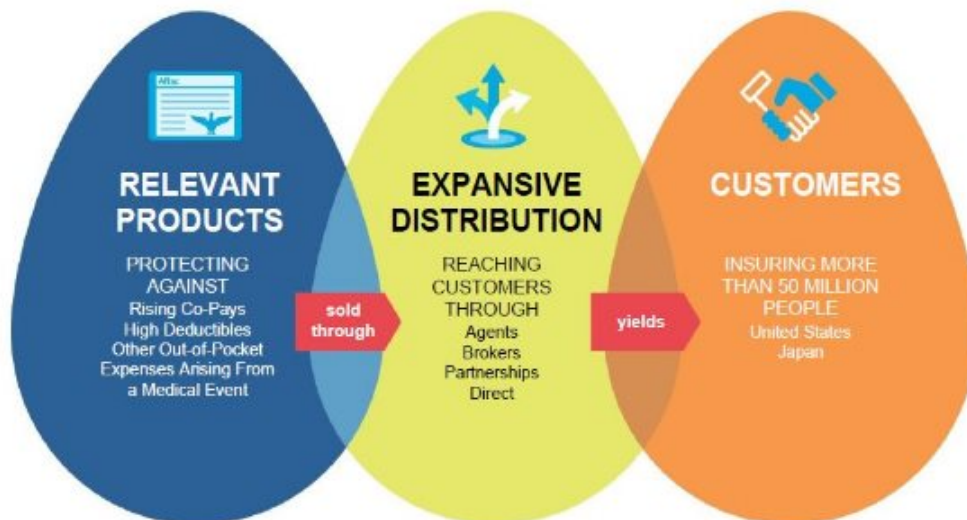 Aflac
RELEVANT
PRODUCTS
PROTECTING
AGAINST
Rising Co-Pays
High Deductibles
Other Out-of-Pocket
Expenses Arising From
a Medical Event
sold
through
EXPANSIVE
DISTRIBUTION
REACHING
CUSTOMERS
THROUGH
Agents
Brokers
Partnerships
Direct
yields
CUSTOMERS
INSURING MORE
THAN 50 MILLION
PEOPLE
United States
Japan